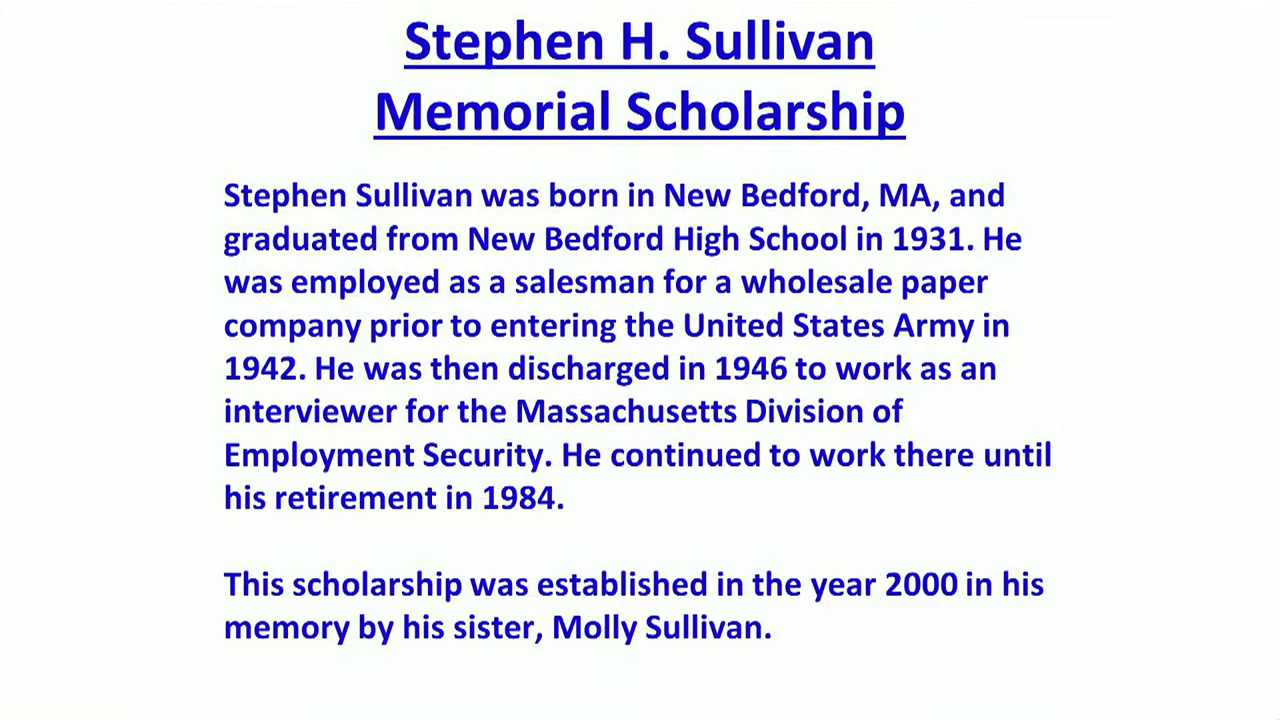 Stephen H. Sullivan
Memorial Scholarship
Stephen Sullivan was born in New Bedford, MA, and
graduated from New Bedford High School in 1931. He
was employed as a salesman for a wholesale paper
company prior to entering the United States Army in
1942. He was then discharged in 1946 to work as an
interviewer for the Massachusetts Division of
Employment Security. He continued to work there until
his retirement in 1984.
This scholarship was established in the year 2000 in his
memory by his sister, Molly Sullivan.